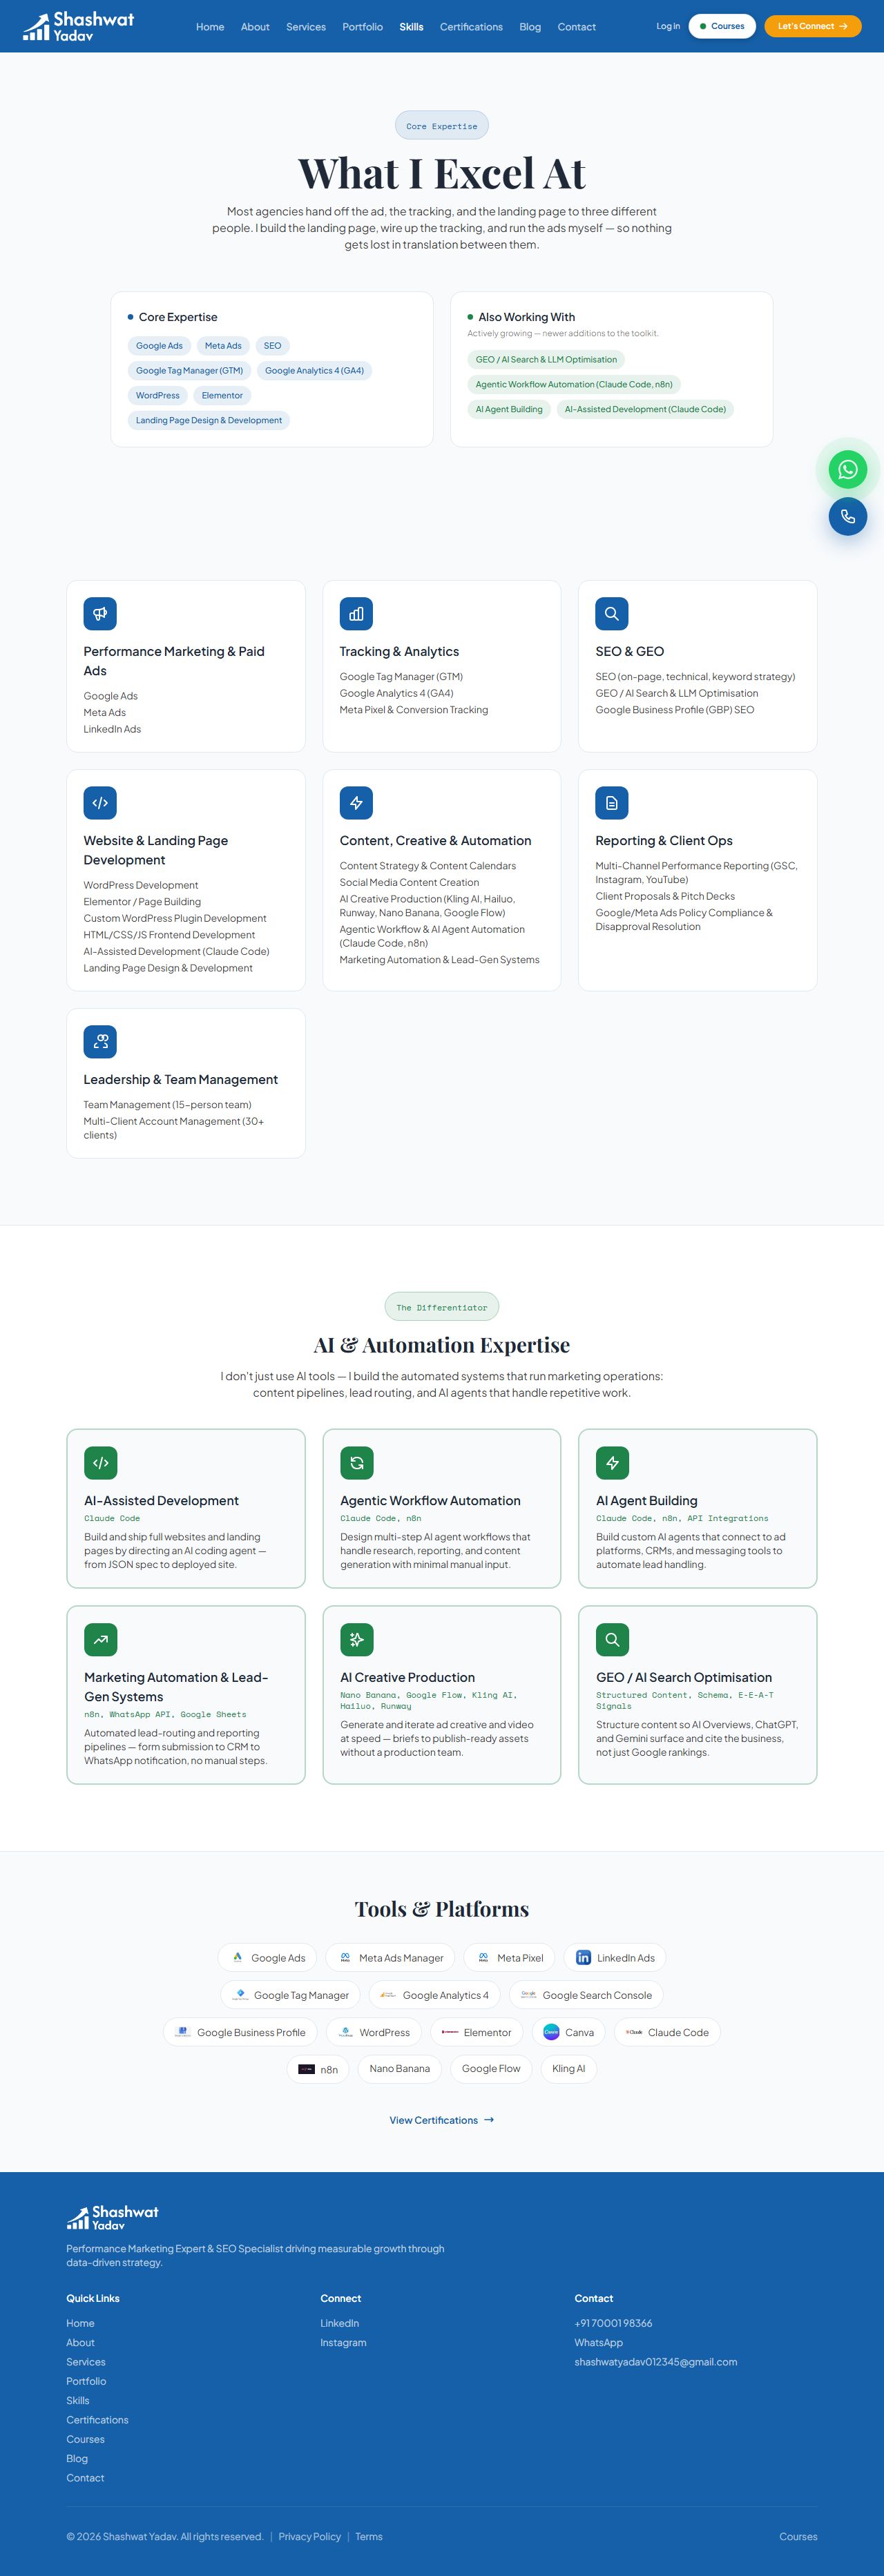 Shashwat
Yadav
Home
About
Services
Portfolio
Skills
Certifications
Blog
Contact
Log in
Courses
Let's Connect →
Core Expertise
What I Excel At
Most agencies hand off the ad, the tracking, and the landing page to three different
people. I build the landing page, wire up the tracking, and run the ads myself — so nothing
gets lost in translation between them.
Core Expertise
Google Ads
Meta Ads
SEO
Google Tag Manager (GTM)
Google Analytics 4 (GA4)
WordPress
Elementor
Landing Page Design & Development
Also Working With
Actively growing — newer additions to the toolkit.
GEO / AI Search & LLM Optimisation
Agentic Workflow Automation (Claude Code, n8n)
AI Agent Building
AI-Assisted Development (Claude Code)
Performance Marketing & Paid
Ads
Google Ads
Meta Ads
LinkedIn Ads
Tracking & Analytics
Google Tag Manager (GTM)
Google Analytics 4 (GA4)
Meta Pixel & Conversion Tracking
SEO & GEO
SEO (on-page, technical, keyword strategy)
GEO / AI Search & LLM Optimisation
Google Business Profile (GBP) SEO
Website & Landing Page
Development
WordPress Development
Elementor / Page Building
Custom WordPress Plugin Development
HTML/CSS/JS Frontend Development
AI-Assisted Development (Claude Code)
Landing Page Design & Development
Content, Creative & Automation
Content Strategy & Content Calendars
Social Media Content Creation
AI Creative Production (Kling AI, Hailuo,
Runway, Nano Banana, Google Flow)
Agentic Workflow & AI Agent Automation
(Claude Code, n8n)
Marketing Automation & Lead-Gen Systems
Reporting & Client Ops
Multi-Channel Performance Reporting (GSC,
Instagram, YouTube)
Client Proposals & Pitch Decks
Google/Meta Ads Policy Compliance &
Disapproval Resolution
Leadership & Team Management
Team Management (15-person team)
Multi-Client Account Management (30+
clients)
The Differentiator
AI & Automation Expertise
I don't just use AI tools — I build the automated systems that run marketing operations:
content pipelines, lead routing, and AI agents that handle repetitive work.
AI-Assisted Development
Claude Code
Build and ship full websites and landing
pages by directing an AI coding agent —
from JSON spec to deployed site.
Agentic Workflow Automation
Claude Code, n8n
Design multi-step AI agent workflows that
handle research, reporting, and content
generation with minimal manual input.
AI Agent Building
Claude Code, n8n, API Integrations
Build custom AI agents that connect to ad
platforms, CRMs, and messaging tools to
automate lead handling.
Marketing Automation & Lead-
Gen Systems
n8n, WhatsApp API, Google Sheets
Automated lead-routing and reporting
pipelines — form submission to CRM to
WhatsApp notification, no manual steps.
AI Creative Production
Nano Banana, Google Flow, Kling AI,
Hailuo, Runway
Generate and iterate ad creative and video
at speed — briefs to publish-ready assets
without a production team.
GEO / AI Search Optimisation
Structured Content, Schema, E-E-A-T
Signals
Structure content so AI Overviews, ChatGPT,
and Gemini surface and cite the business,
not just Google rankings.
Tools & Platforms
Google Ads
Meta Ads Manager
Meta Pixel
LinkedIn Ads
Google Tag Manager
Google Analytics 4
Google Search Console
Google Business Profile
WordPress
Elementor
Canva
Claude Code
n8n
Nano Banana
Google Flow
Kling AI
View Certifications →
Shashwat
Yadav
Performance Marketing Expert & SEO Specialist driving measurable growth through
data-driven strategy.
Quick Links
Home
About
Services
Portfolio
Skills
Certifications
Courses
Blog
Contact
Connect
LinkedIn
Instagram
Contact
+91 70001 98366
WhatsApp
shashwatyadav012345@gmail.com
© 2026 Shashwat Yadav. All rights reserved. | Privacy Policy | Terms
Courses